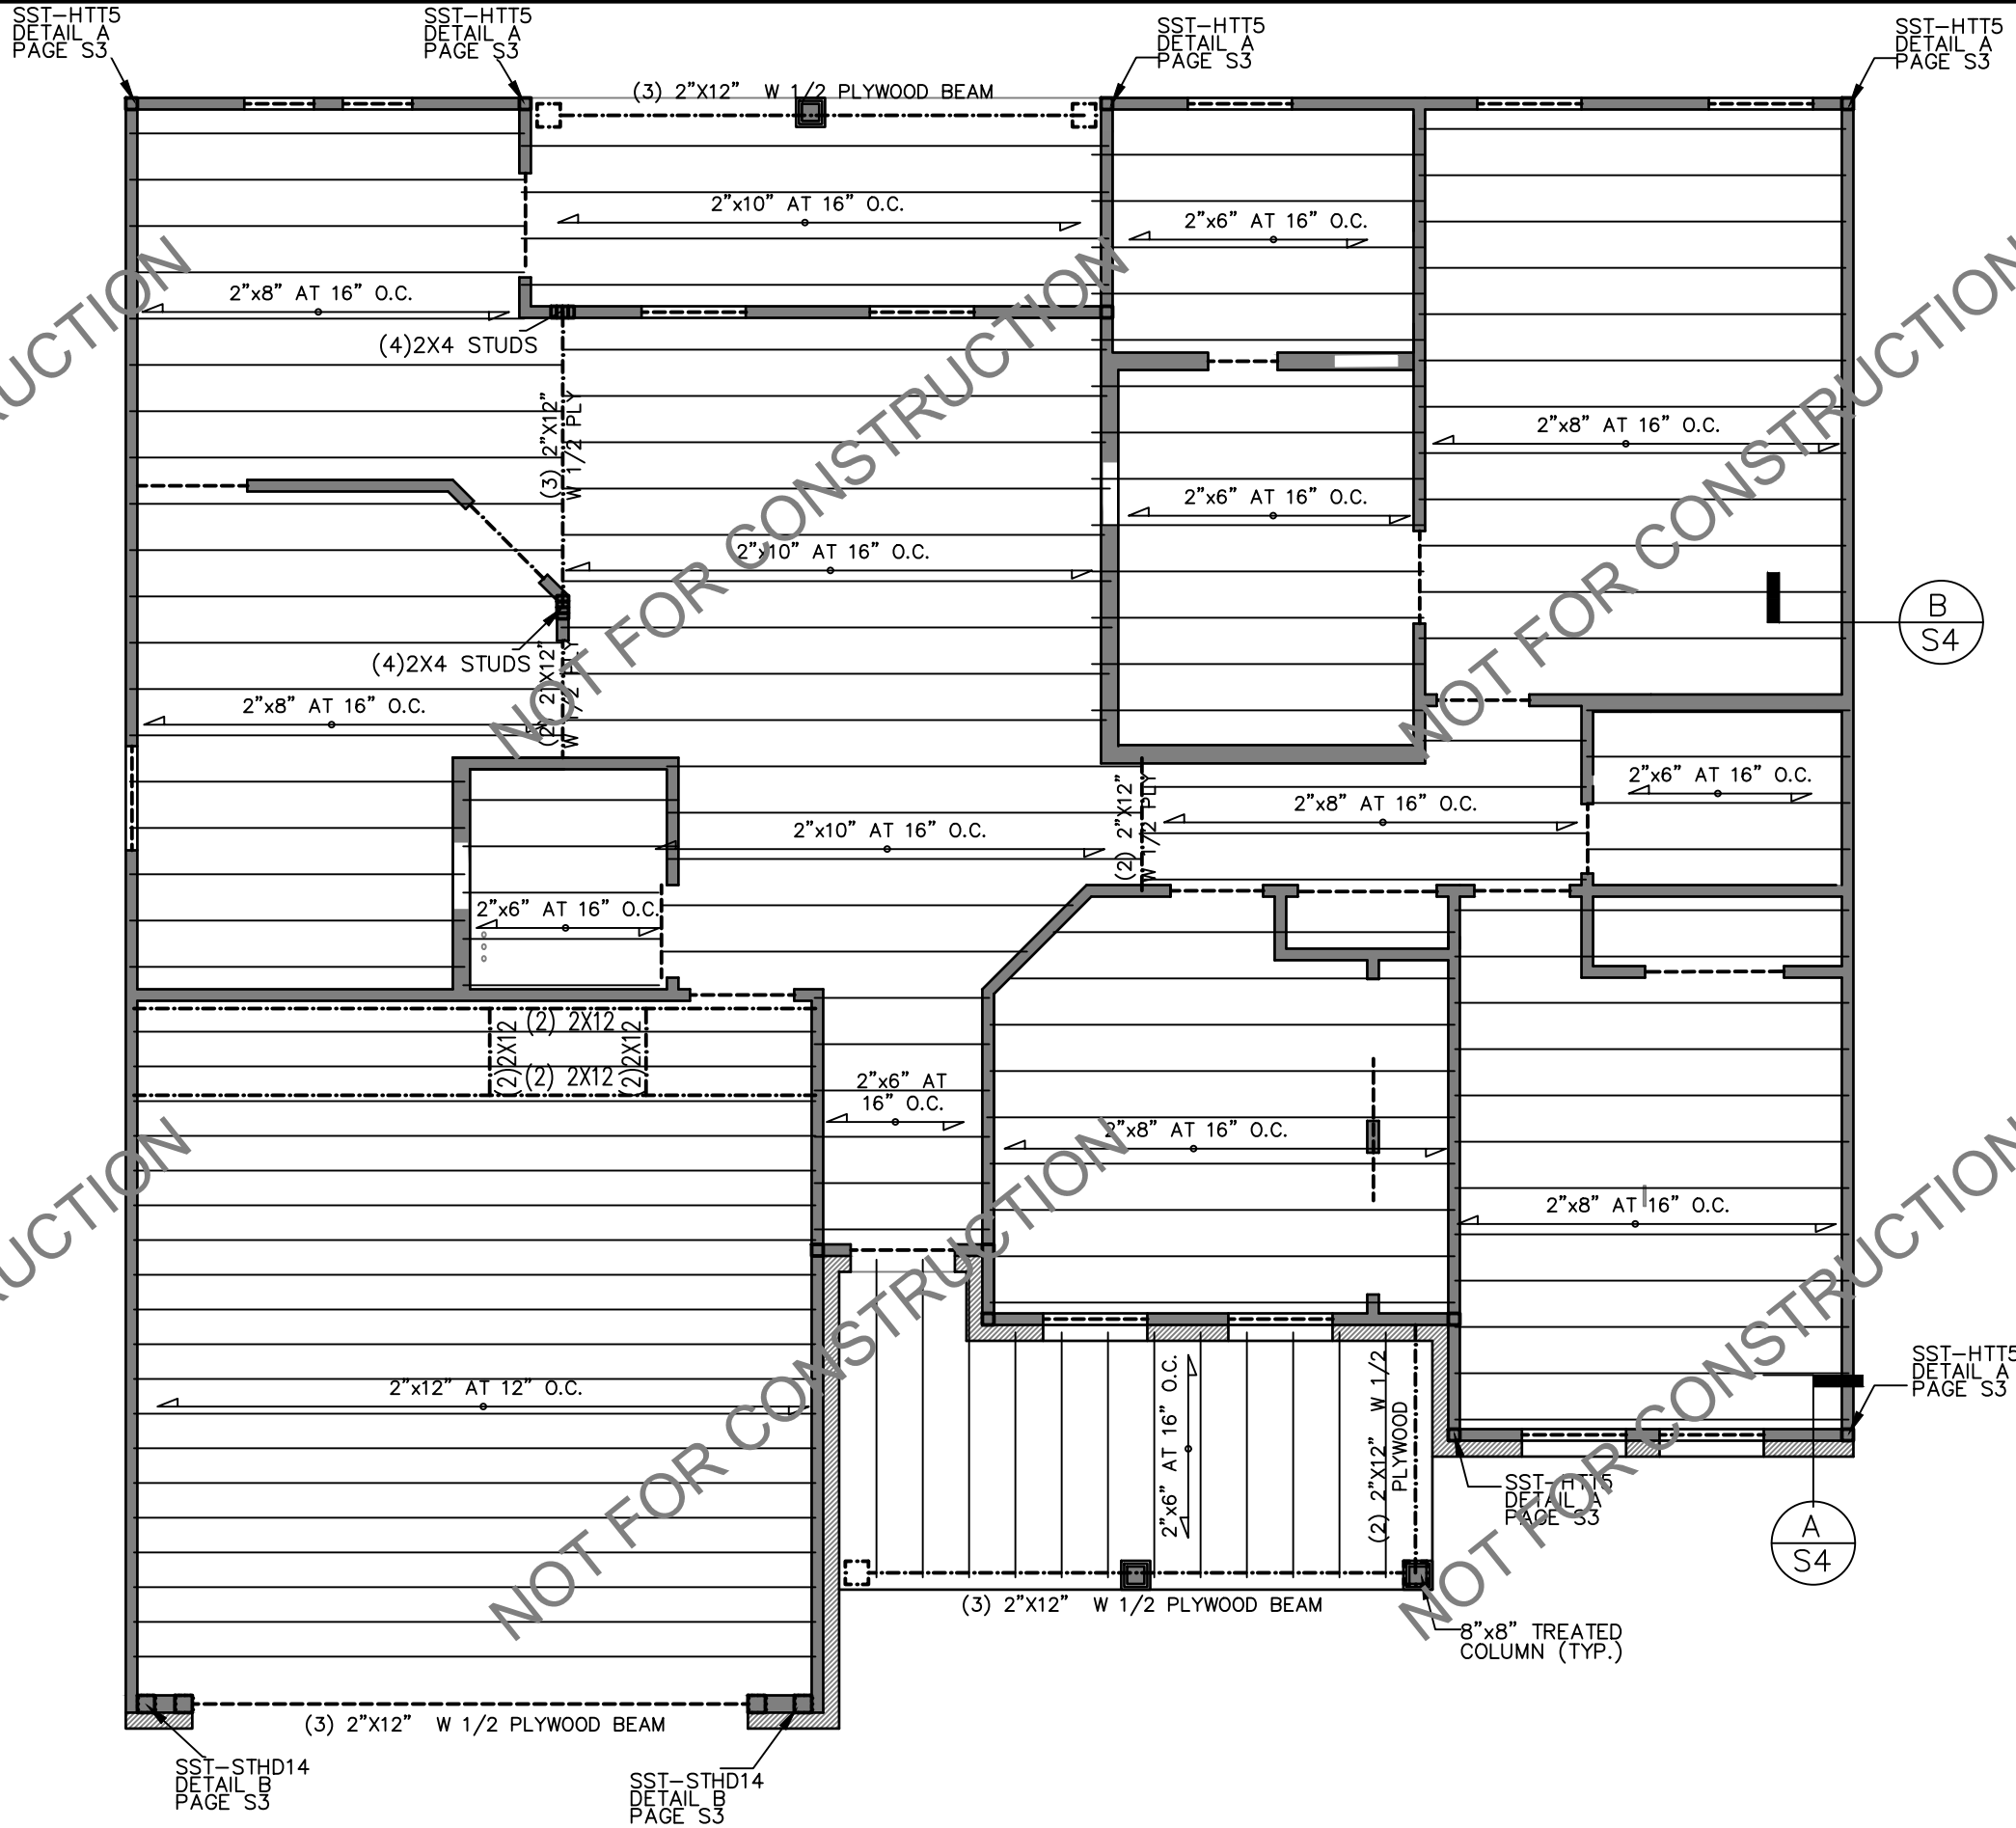 SST-HTT5
DETAIL A
PAGE S3
SST-HTT5
DETAIL A
PAGE S3
SST-HTT5
DETAIL A
PAGE S3
SST-HTT5
DETAIL A
PAGE S3
(3) 2"X12" W 1/2 PLYWOOD BEAM
2"x10" AT 16" O.C.
2"x6" AT 16" O.C.
2"x8" AT 16" O.C.
(4)2X4 STUDS
(3) 2"X12"
W 1/2 PLY
2"x8" AT 16" O.C.
2"x6" AT 16" O.C.
2"x10" AT 16" O.C.
B
S4
(4)2X4 STUDS
(2) 2"X12"
W 1/2 PLY
2"x8" AT 16" O.C.
2"x6" AT 16" O.C.
2"x8" AT 16" O.C.
2"x10" AT 16" O.C.
(2) 2"X12"
W 1/2 PLY
2"x6" AT 16" O.C.
(2) 2X12
(2)2X12
(2)2X12
(2) 2X12
2"x6" AT
16" O.C.
2"x8" AT 16" O.C.
2"x8" AT 16" O.C.
2"x12" AT 12" O.C.
2"x6" AT 16" O.C.
(2) 2"X12" W 1/2
PLYWOOD
SST-HTT5
DETAIL A
PAGE S3
SST-HTT5
DETAIL A
PAGE S3
A
S4
(3) 2"X12" W 1/2 PLYWOOD BEAM
8"x8" TREATED
COLUMN (TYP.)
(3) 2"X12" W 1/2 PLYWOOD BEAM
SST-STHD14
DETAIL B
PAGE S3
SST-STHD14
DETAIL B
PAGE S3
UCTION
NOT FOR CONSTRUCTION
NOT FOR CONSTRUCTION
UCTION
NOT FOR CONSTRUCTION
NOT FOR CONSTRUCTION